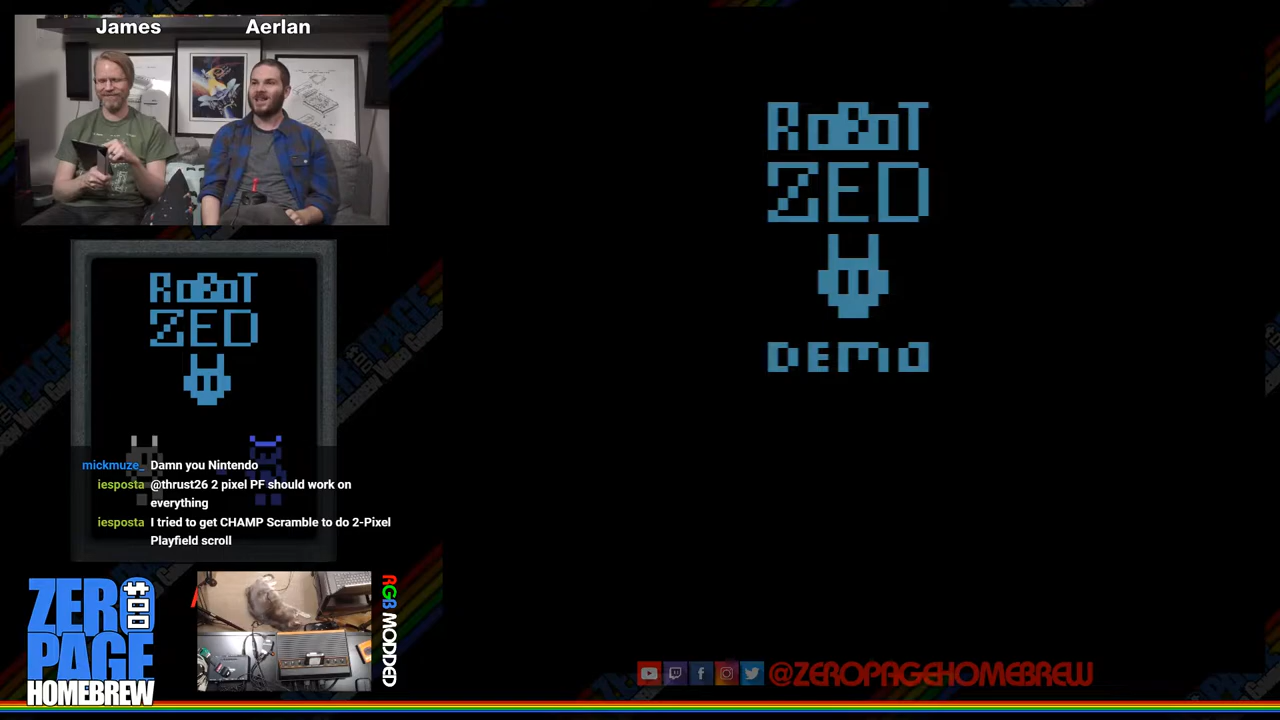 James
Aerlan
RoBoT
ZED
DEMO
RoBoT
ZED
mickmuze_ Damn you Nintendo
iesposta @thrust26 2 pixel PF should work on
everything
iesposta I tried to get CHAMP Scramble to do 2-Pixel
Playfield scroll
ZERO
PAGE
HOMEBREW
RGB MODDED
@ZEROPAGEHOMEBREW